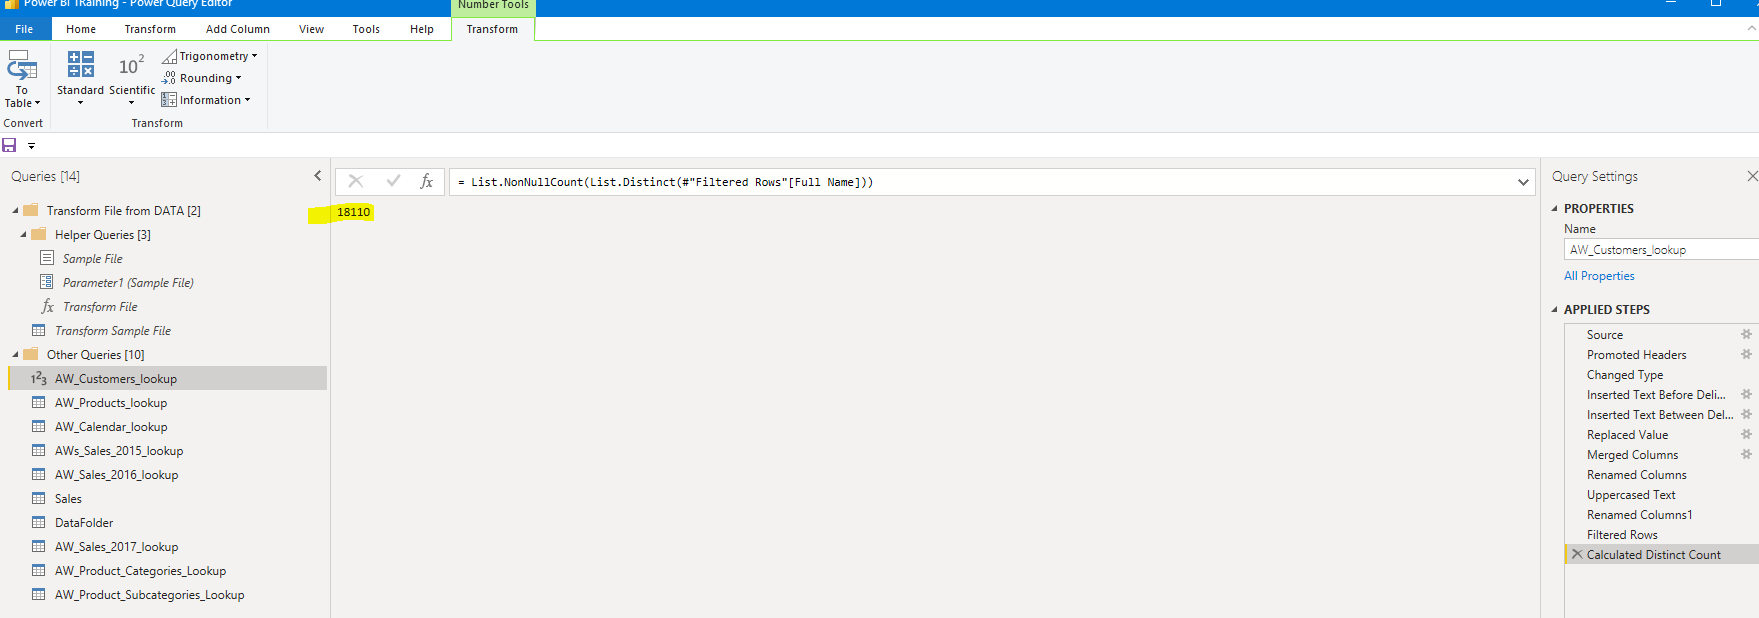 Power BI TRaining - Power Query Editor
Number Tools
File
Home
Transform
Add Column
View
Tools
Help
Transform
To Table
Standard
10²
Scientific
Trigonometry
.00 Rounding
Information
Convert
Transform
Queries [14]
fx
= List.NonNullCount(List.Distinct(#"Filtered Rows"[Full Name]))
18110
Transform File from DATA [2]
Helper Queries [3]
Sample File
Parameter1 (Sample File)
fx Transform File
Transform Sample File
Other Queries [10]
123 AW_Customers_lookup
AW_Products_lookup
AW_Calendar_lookup
AWs_Sales_2015_lookup
AW_Sales_2016_lookup
Sales
DataFolder
AW_Sales_2017_lookup
AW_Product_Categories_Lookup
AW_Product_Subcategories_Lookup
Query Settings
PROPERTIES
Name
AW_Customers_lookup
All Properties
APPLIED STEPS
Source
Promoted Headers
Changed Type
Inserted Text Before Deli...
Inserted Text Between Del...
Replaced Value
Merged Columns
Renamed Columns
Uppercased Text
Renamed Columns1
Filtered Rows
Calculated Distinct Count